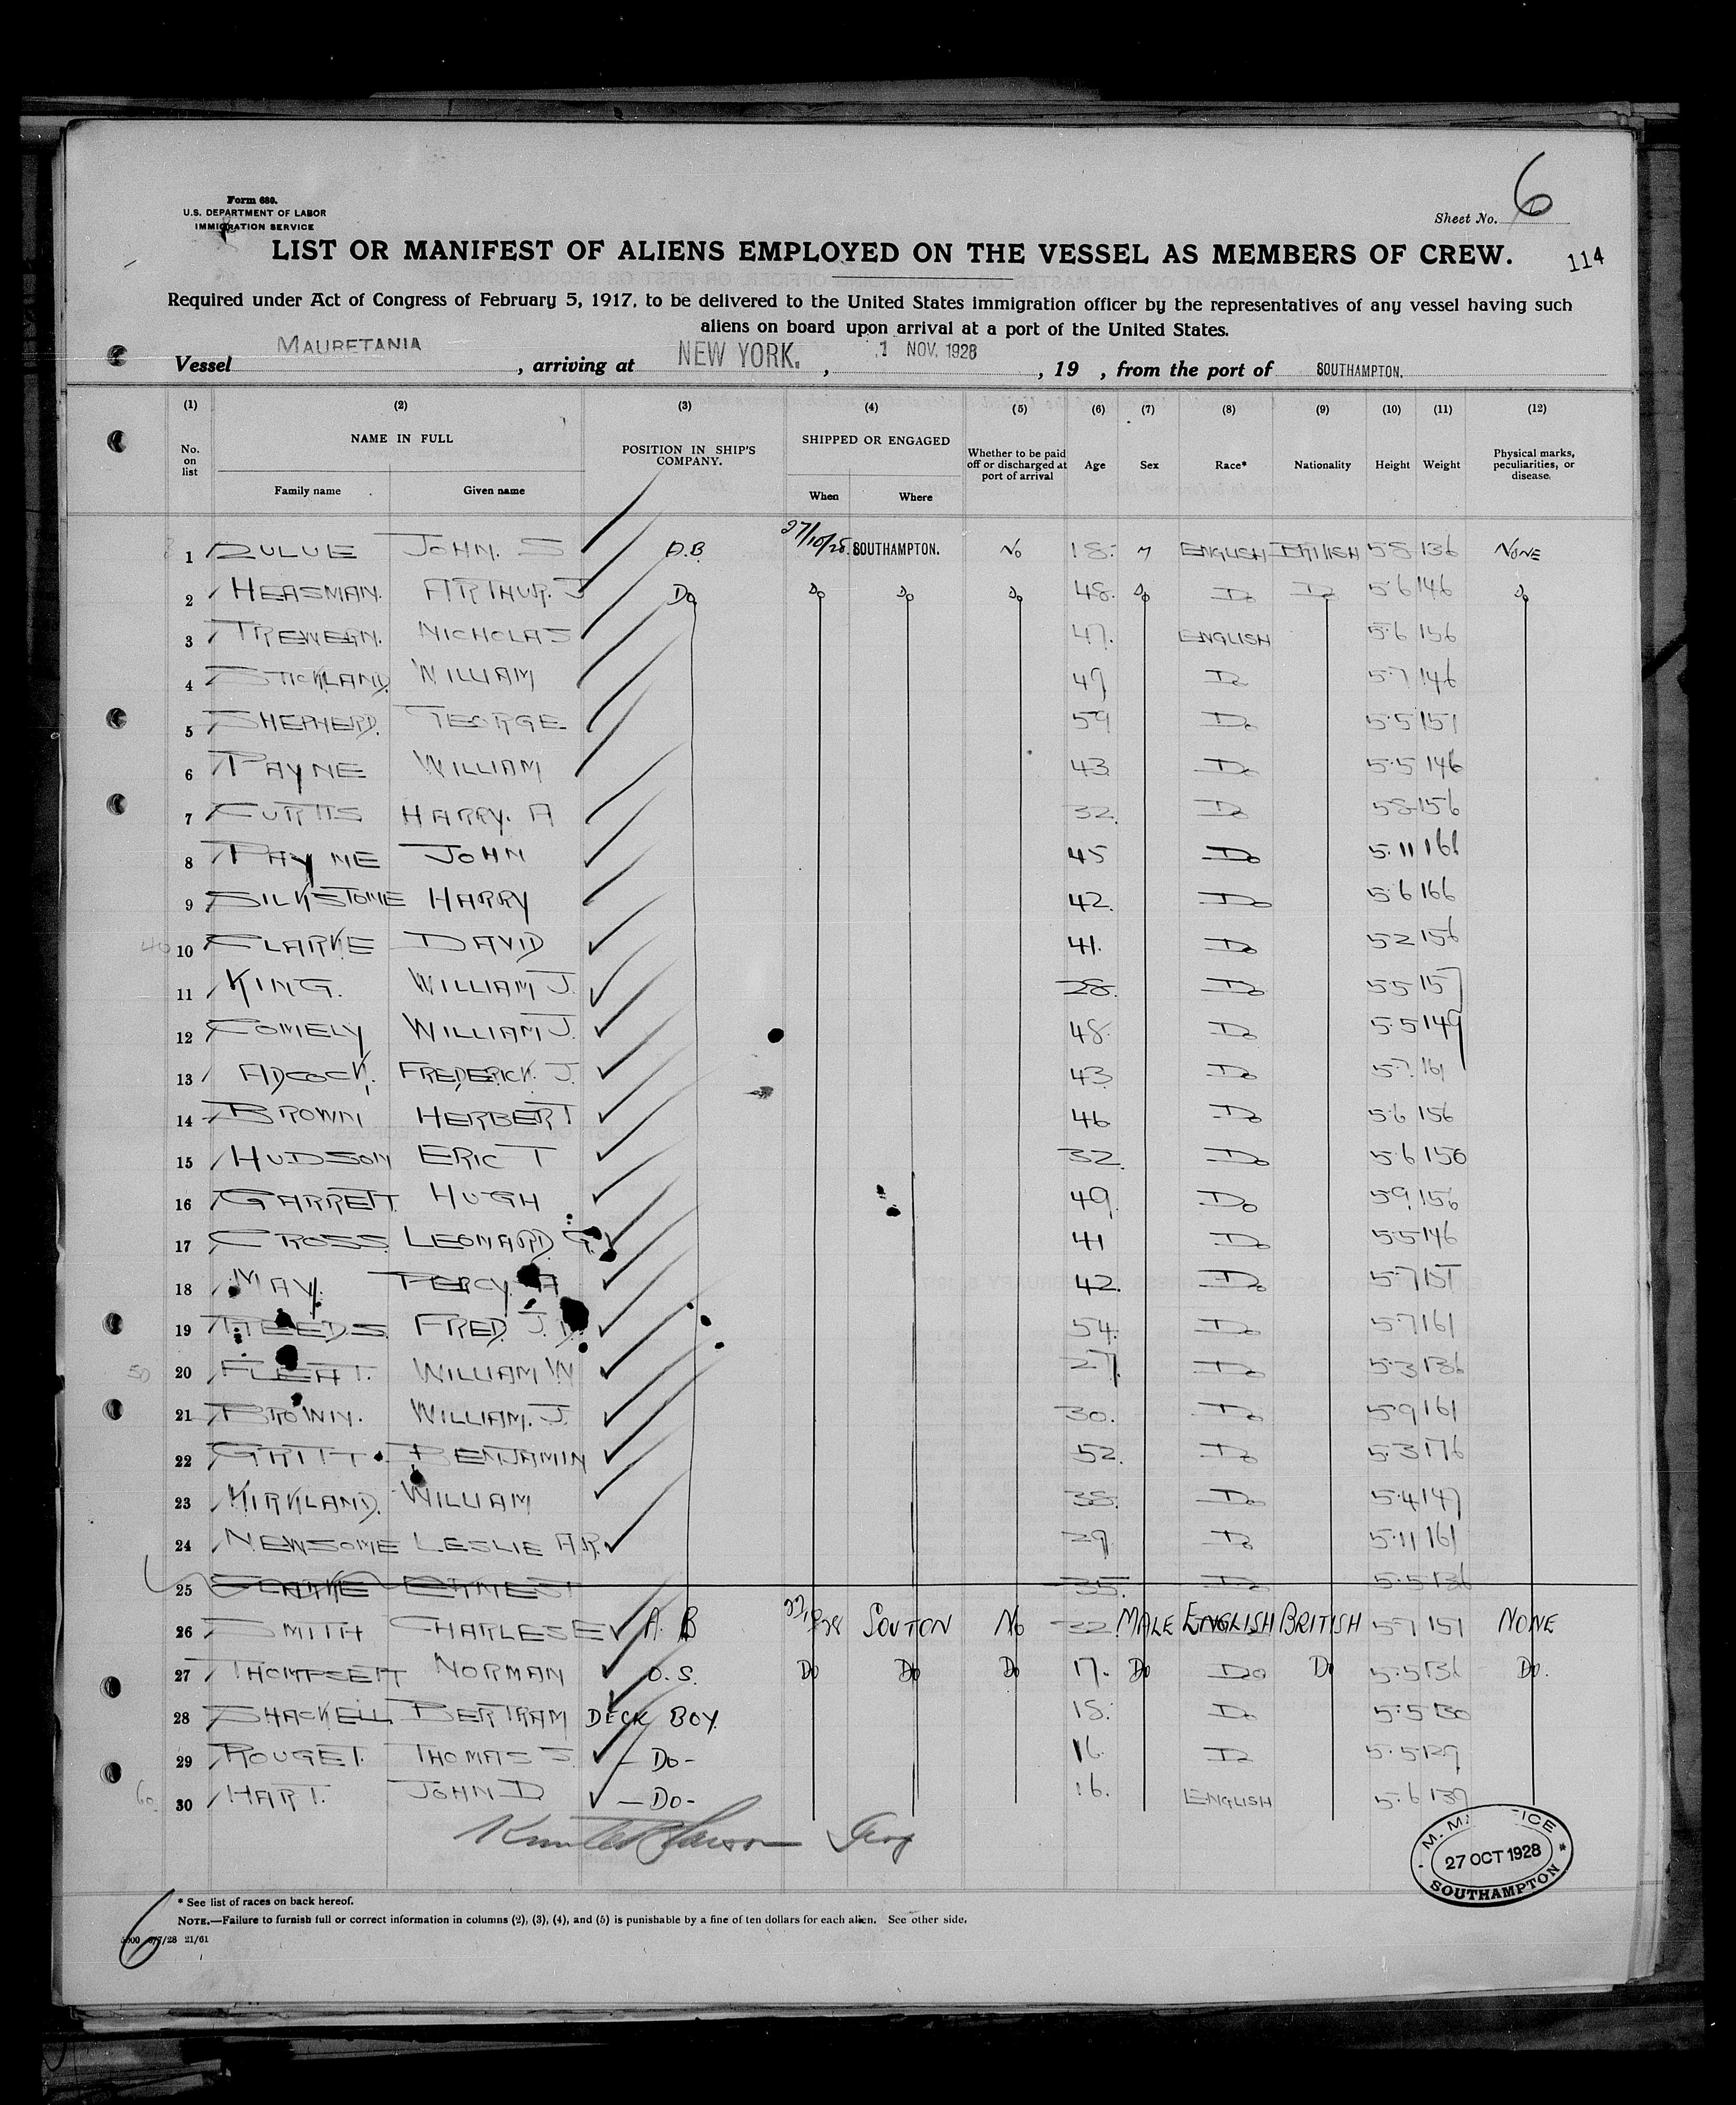 Form 680.
U.S. DEPARTMENT OF LABOR
IMMIGRATION SERVICE
Sheet No. 6
LIST OR MANIFEST OF ALIENS EMPLOYED ON THE VESSEL AS MEMBERS OF CREW.
114
Required under Act of Congress of February 5, 1917, to be delivered to the United States immigration officer by the representatives of any vessel having such
aliens on board upon arrival at a port of the United States.
Vessel MAURETANIA, arriving at NEW YORK., 1 NOV. 1928, 19 , from the port of SOUTHAMPTON.
(1) (2) (3) (4) (5) (6) (7) (8) (9) (10) (11) (12)
No. on list NAME IN FULL Family name Given name POSITION IN SHIP'S COMPANY. SHIPPED OR ENGAGED When Where Whether to be paid off or discharged at port of arrival Age Sex Race* Nationality Height Weight Physical marks, peculiarities, or disease.
1 JOHN. S A.B. 27/10/28. SOUTHAMPTON. No 18. M ENGLISH BRITISH 5·8 136 NONE
2 HEASMAN. ARTHUR. J Do Do Do Do 48. Do Do Do 5·6 146 Do
3 TREWERN. NICHOLAS 47. ENGLISH 5·6 156
4 STICKLAND. WILLIAM 49 Do 5·7 146
5 SHEPHERD. GEORGE 59 Do 5·5 151
6 PAYNE WILLIAM 43 Do 5·5 146
7 CURTIS HARRY. A 32. Do 5·8 156
8 PAYNE JOHN 45 Do 5·11 166
9 SILKSTONE HARRY 42. Do 5·6 166
10 CLARKE DAVID 41. Do 5·2 156
11 KING. WILLIAM J. 28. Do 5·5 157
12 COMELY WILLIAM J. 48. Do 5·5 149
13 ADCOCK. FREDERICK. J. 43 Do 5·7. 161
14 BROWN HERBERT 46 Do 5·6 156
15 HUDSON ERIC T 32. Do 5·6 150
16 GARRETT. HUGH 49. Do 5·9 156
17 CROSS. LEONARD. G. 41 Do 5·5 146
18 MAY. PERCY. A 42. Do 5·7 151
19 FRED. J. 54. Do 5·7 161
20 WILLIAM W 27. Do 5·3 136
21 BROWN. WILLIAM. J. 30. Do 5·9 161
22 GRITT. BENJAMIN 52. Do 5·3 176
23 KIRKLAND. WILLIAM 38. Do 5·4 147
24 NEWSOME LESLIE A.R. 29 Do 5·11 161
25 CLARKE ERNEST 35. Do 5·5 136
26 SMITH CHARLES E A. B SOUTON No 32. MALE ENGLISH BRITISH 5·7 151 NONE
27 THOMPSETT NORMAN O. S. Do Do Do 17. Do Do Do 5·5 136 Do.
28 SHACKELL BERTRAM DECK BOY. 18. Do 5·5 130
29 ROUGET. THOMAS S. —Do— 16. Do 5·5 129
30 HART. JOHN D —Do— 16. ENGLISH 5·6 139
M. M. OFFICE
27 OCT 1928
SOUTHAMPTON
* See list of races on back hereof.
NOTE.—Failure to furnish full or correct information in columns (2), (3), (4), and (5) is punishable by a fine of ten dollars for each alien. See other side.
6/7/28 21/61
6